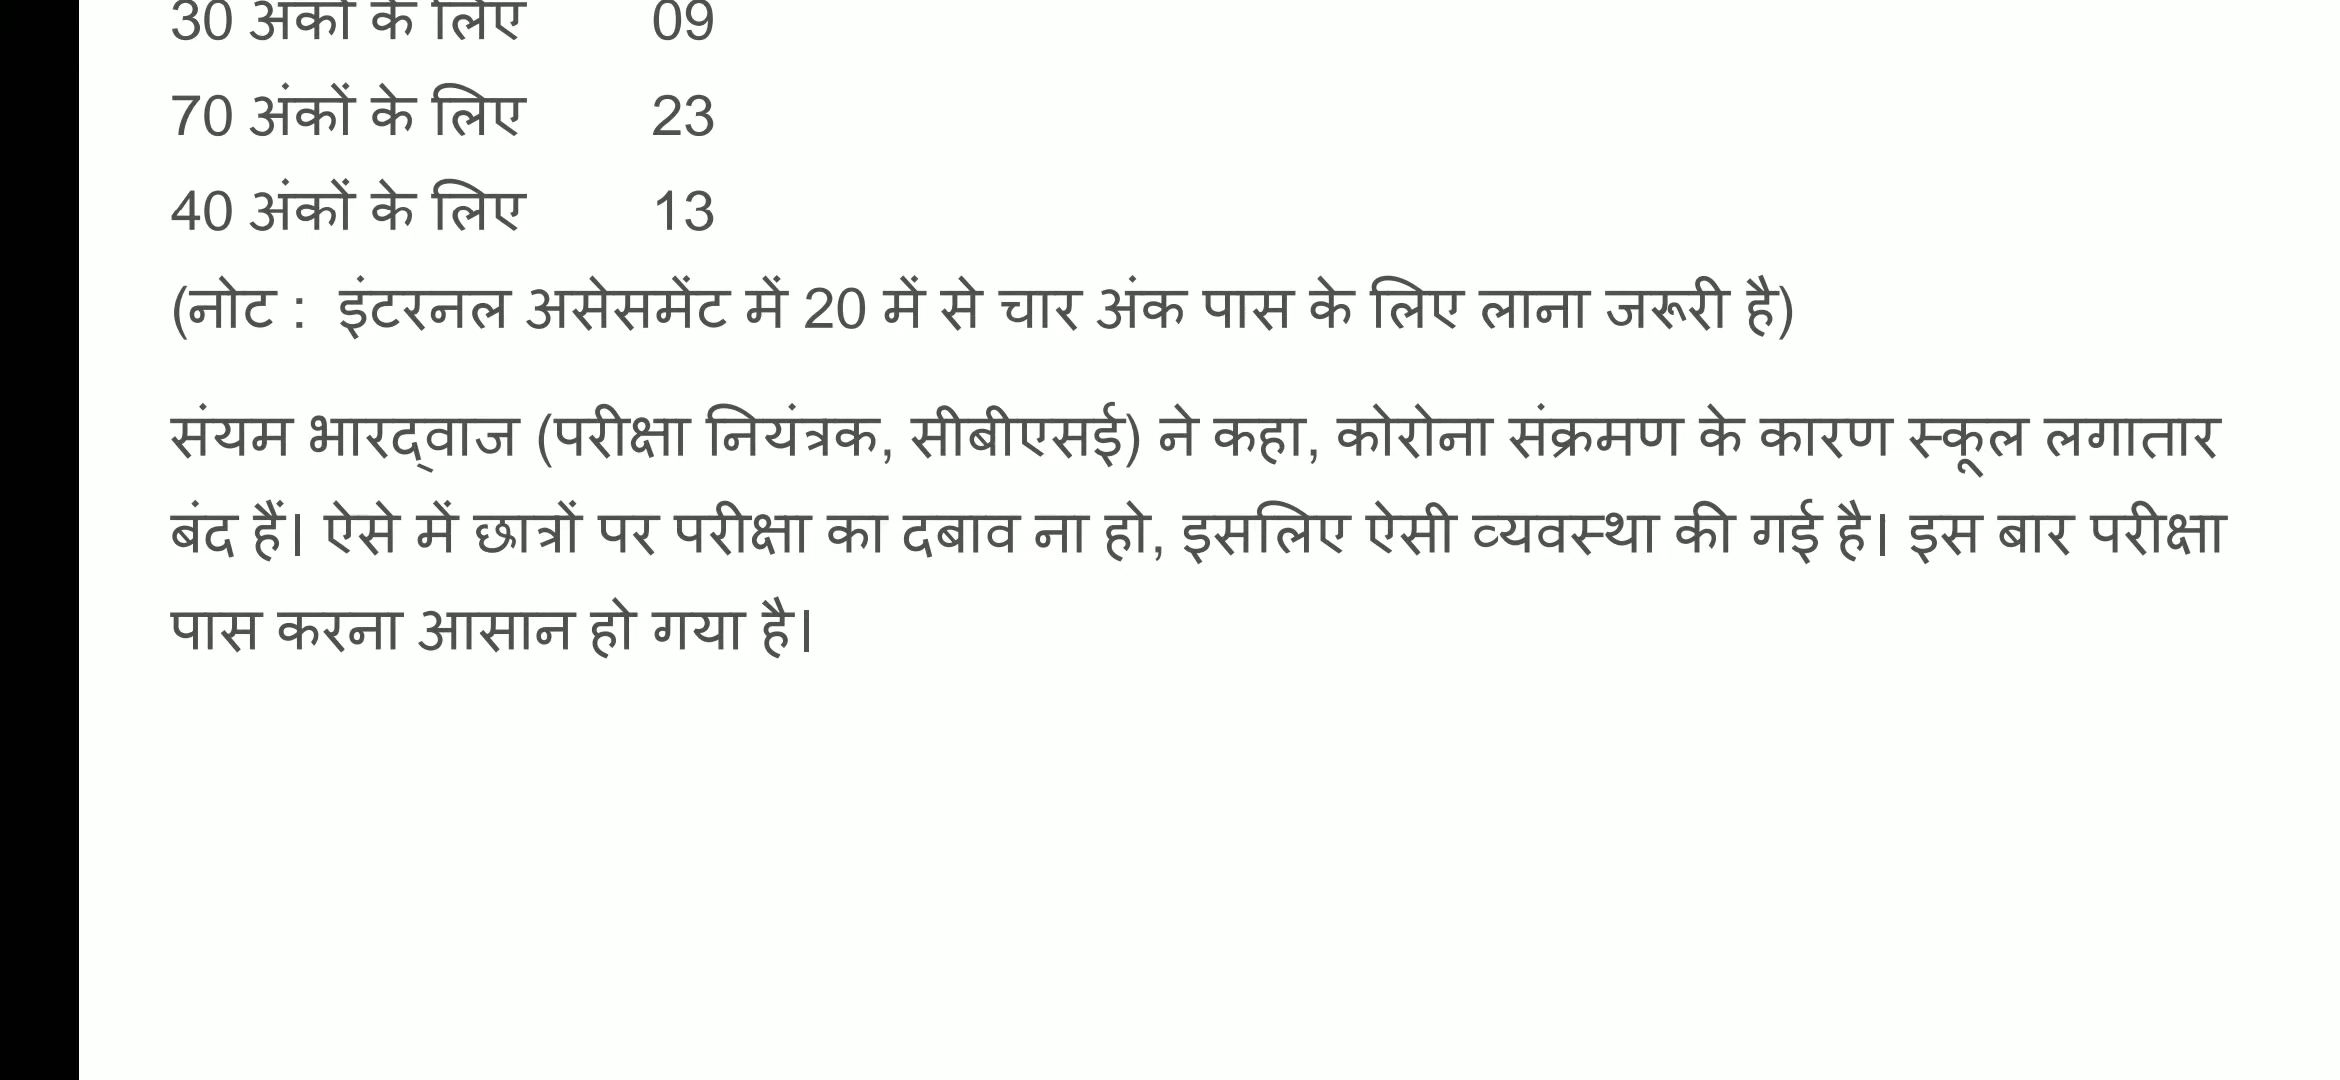 30 अंकों के लिए 09
70 अंकों के लिए 23
40 अंकों के लिए 13
(नोट : इंटरनल असेसमेंट में 20 में से चार अंक पास के लिए लाना जरूरी है)
संयम भारद्वाज (परीक्षा नियंत्रक, सीबीएसई) ने कहा, कोरोना संक्रमण के कारण स्कूल लगातार
बंद हैं। ऐसे में छात्रों पर परीक्षा का दबाव ना हो, इसलिए ऐसी व्यवस्था की गई है। इस बार परीक्षा
पास करना आसान हो गया है।